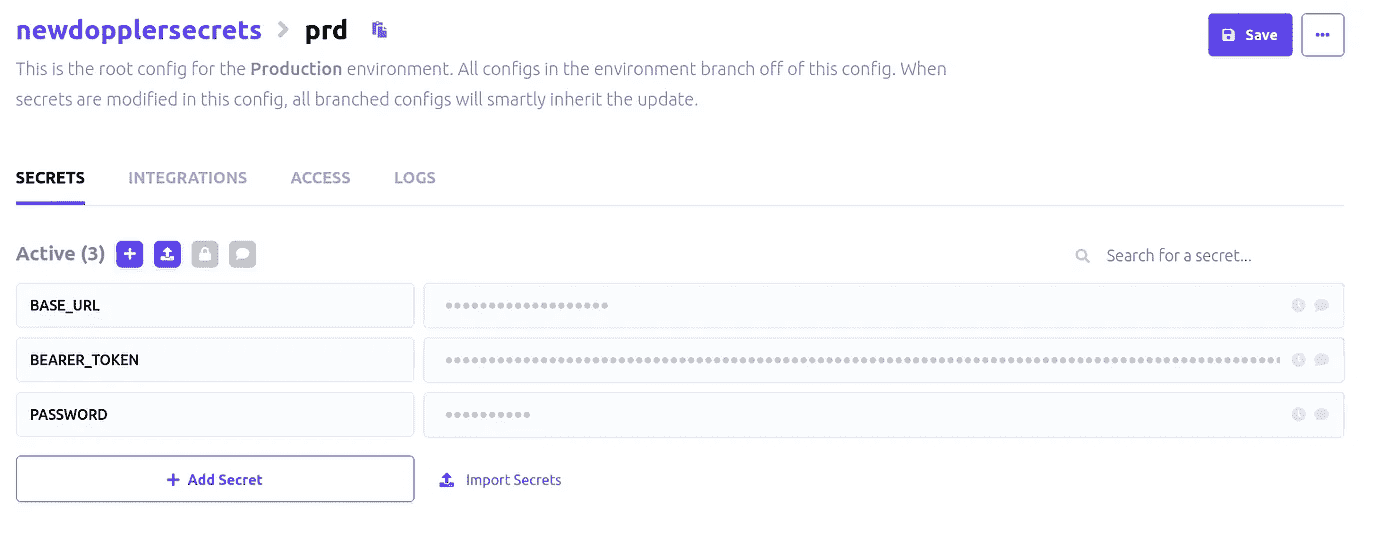 newdopplersecrets > prd
Save
This is the root config for the Production environment. All configs in the environment branch off of this config. When
secrets are modified in this config, all branched configs will smartly inherit the update.
SECRETS INTEGRATIONS ACCESS LOGS
Active (3)
Search for a secret...
BASE_URL
BEARER_TOKEN
PASSWORD
+ Add Secret
Import Secrets